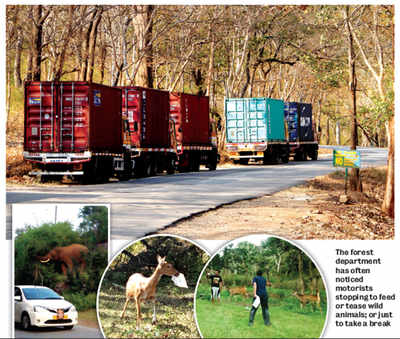 The forest
department
has often
noticed
motorists
stopping to feed
or tease wild
animals; or just
to take a break